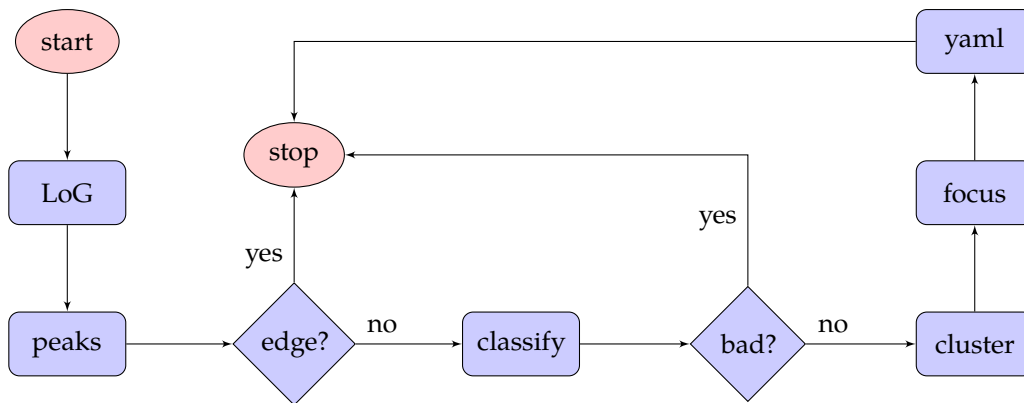 start
yaml
stop
LoG
focus
yes
yes
peaks
edge?
no
classify
bad?
no
cluster